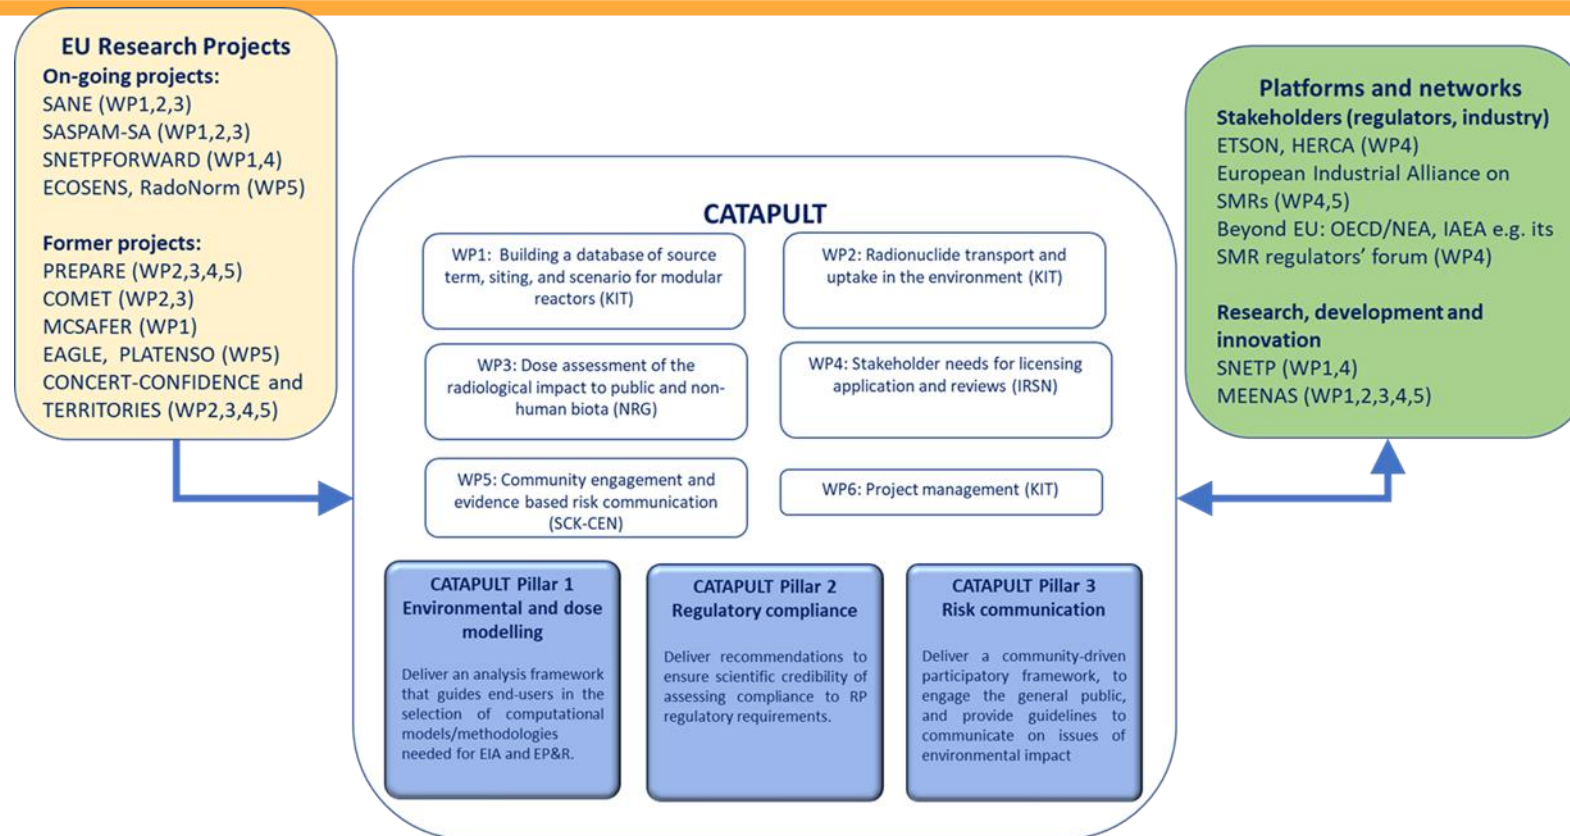 EU Research Projects
On-going projects:
SANE (WP1,2,3)
SASPAM-SA (WP1,2,3)
SNETPFORWARD (WP1,4)
ECOSENS, RadoNorm (WP5)
Former projects:
PREPARE (WP2,3,4,5)
COMET (WP2,3)
MCSAFER (WP1)
EAGLE, PLATENSO (WP5)
CONCERT-CONFIDENCE and
TERRITORIES (WP2,3,4,5)
CATAPULT
WP1: Building a database of source
term, siting, and scenario for modular
reactors (KIT)
WP2: Radionuclide transport and
uptake in the environment (KIT)
WP3: Dose assessment of the
radiological impact to public and non-
human biota (NRG)
WP4: Stakeholder needs for licensing
application and reviews (IRSN)
WP5: Community engagement and
evidence based risk communication
(SCK-CEN)
WP6: Project management (KIT)
CATAPULT Pillar 1
Environmental and dose
modelling
Deliver an analysis framework
that guides end-users in the
selection of computational
models/methodologies
needed for EIA and EP&R.
CATAPULT Pillar 2
Regulatory compliance
Deliver recommendations to
ensure scientific credibility of
assessing compliance to RP
regulatory requirements.
CATAPULT Pillar 3
Risk communication
Deliver a community-driven
participatory framework, to
engage the general public,
and provide guidelines to
communicate on issues of
environmental impact
Platforms and networks
Stakeholders (regulators, industry)
ETSON, HERCA (WP4)
European Industrial Alliance on
SMRs (WP4,5)
Beyond EU: OECD/NEA, IAEA e.g. its
SMR regulators' forum (WP4)
Research, development and
innovation
SNETP (WP1,4)
MEENAS (WP1,2,3,4,5)